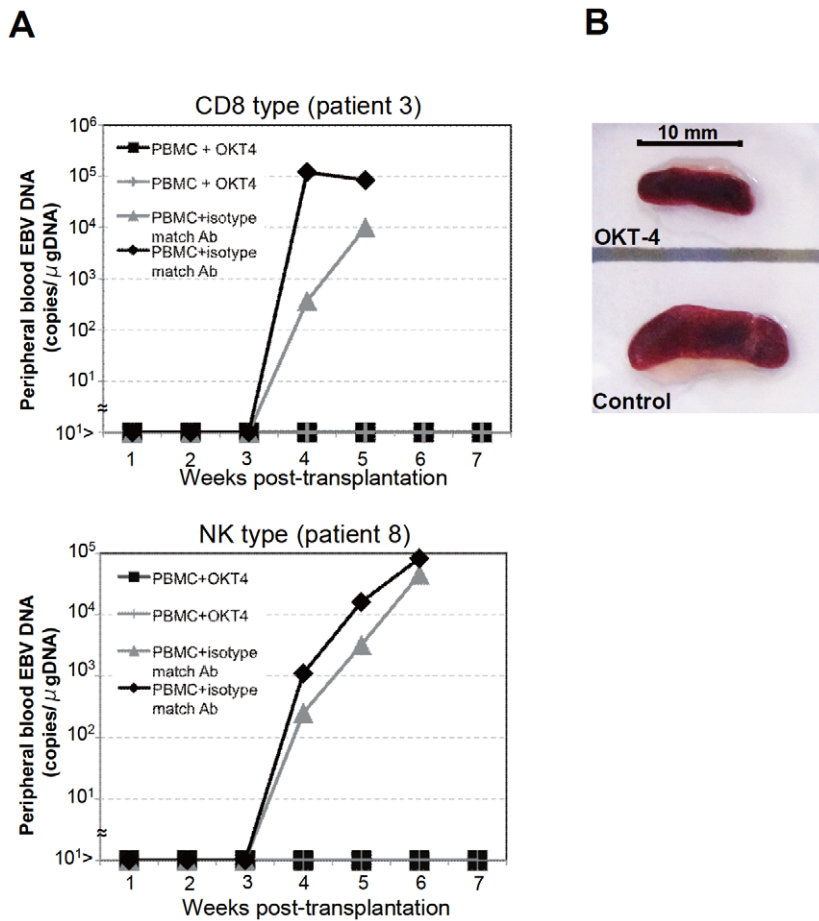 A
B
CD8 type (patient 3)
Peripheral blood EBV DNA
(copies/μgDNA)
10⁶
10⁵
10⁴
10³
10²
10¹
10¹>
≈
PBMC + OKT4
PBMC + OKT4
PBMC+isotype
match Ab
PBMC+isotype
match Ab
1 2 3 4 5 6 7
Weeks post-transplantation
10 mm
OKT-4
Control
NK type (patient 8)
Peripheral blood EBV DNA
(copies/μgDNA)
10⁵
10⁴
10³
10²
10¹
10¹>
≈
PBMC+OKT4
PBMC+OKT4
PBMC+isotype
match Ab
PBMC+isotype
match Ab
1 2 3 4 5 6 7
Weeks post-transplantation